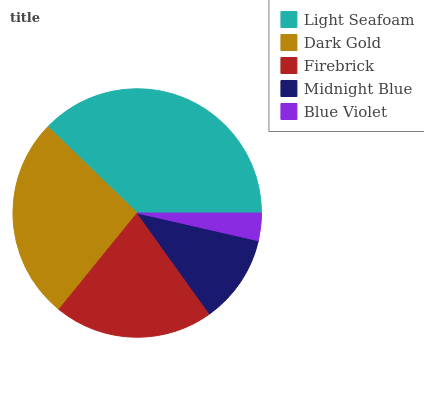 title
Light Seafoam
Dark Gold
Firebrick
Midnight Blue
Blue Violet